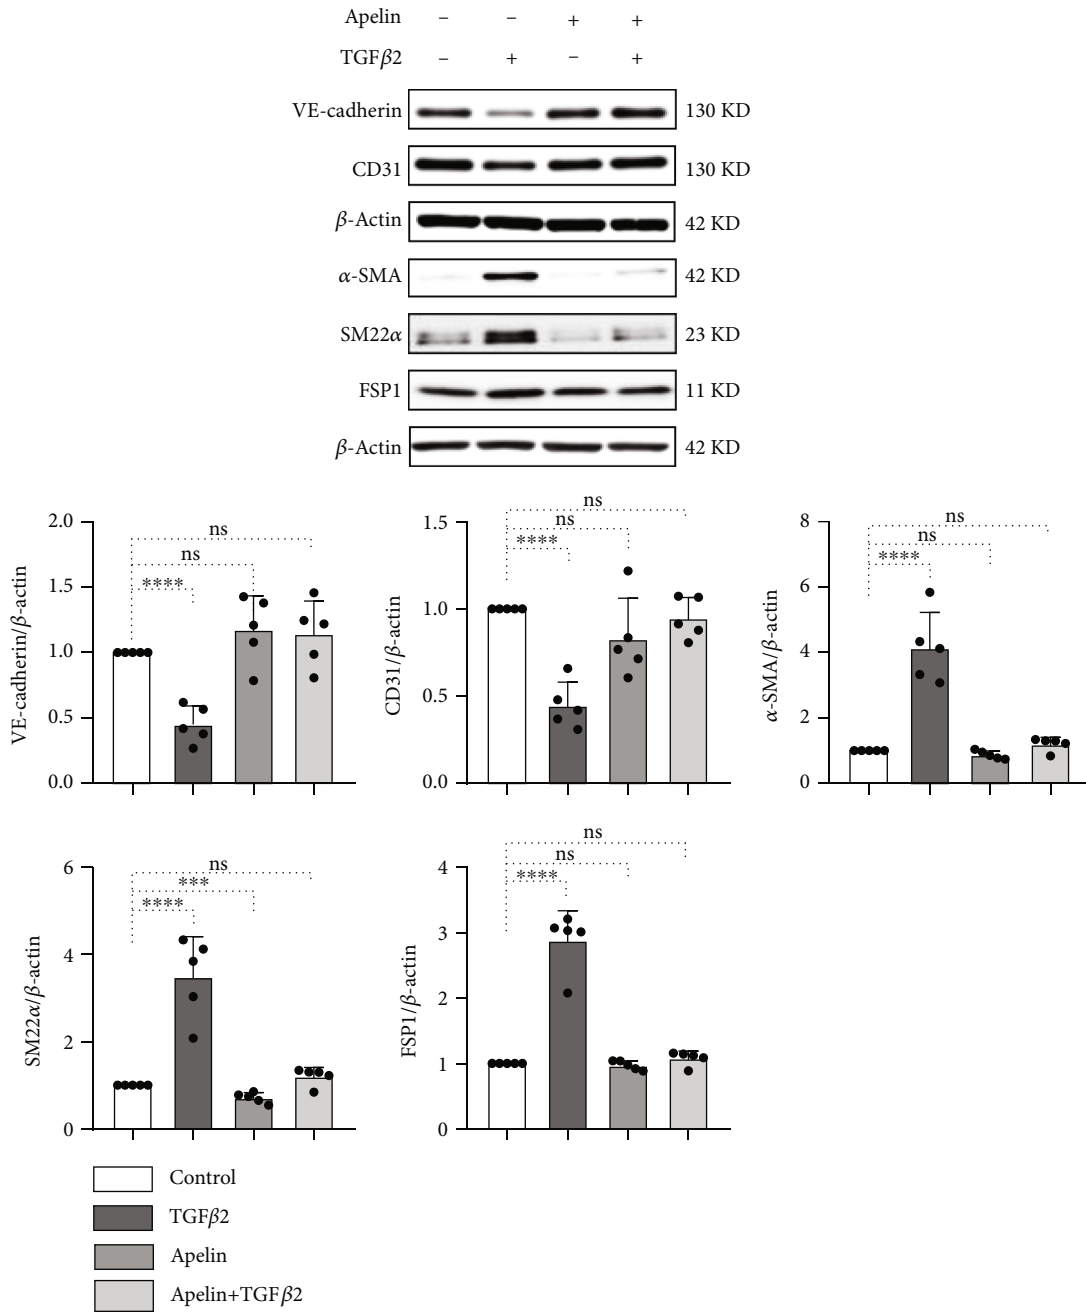 Apelin – – + +
TGFβ2 – + – +
VE-cadherin 130 KD
CD31 130 KD
β-Actin 42 KD
α-SMA 42 KD
SM22α 23 KD
FSP1 11 KD
β-Actin 42 KD
VE-cadherin/β-actin
2.0
1.5
1.0
0.5
0.0
ns
ns
****
CD31/β-actin
1.5
1.0
0.5
0.0
ns
ns
****
α-SMA/β-actin
8
6
4
2
0
ns
ns
****
SM22α/β-actin
6
4
2
0
ns
***
****
FSP1/β-actin
4
3
2
1
0
ns
ns
****
Control
TGFβ2
Apelin
Apelin+TGFβ2